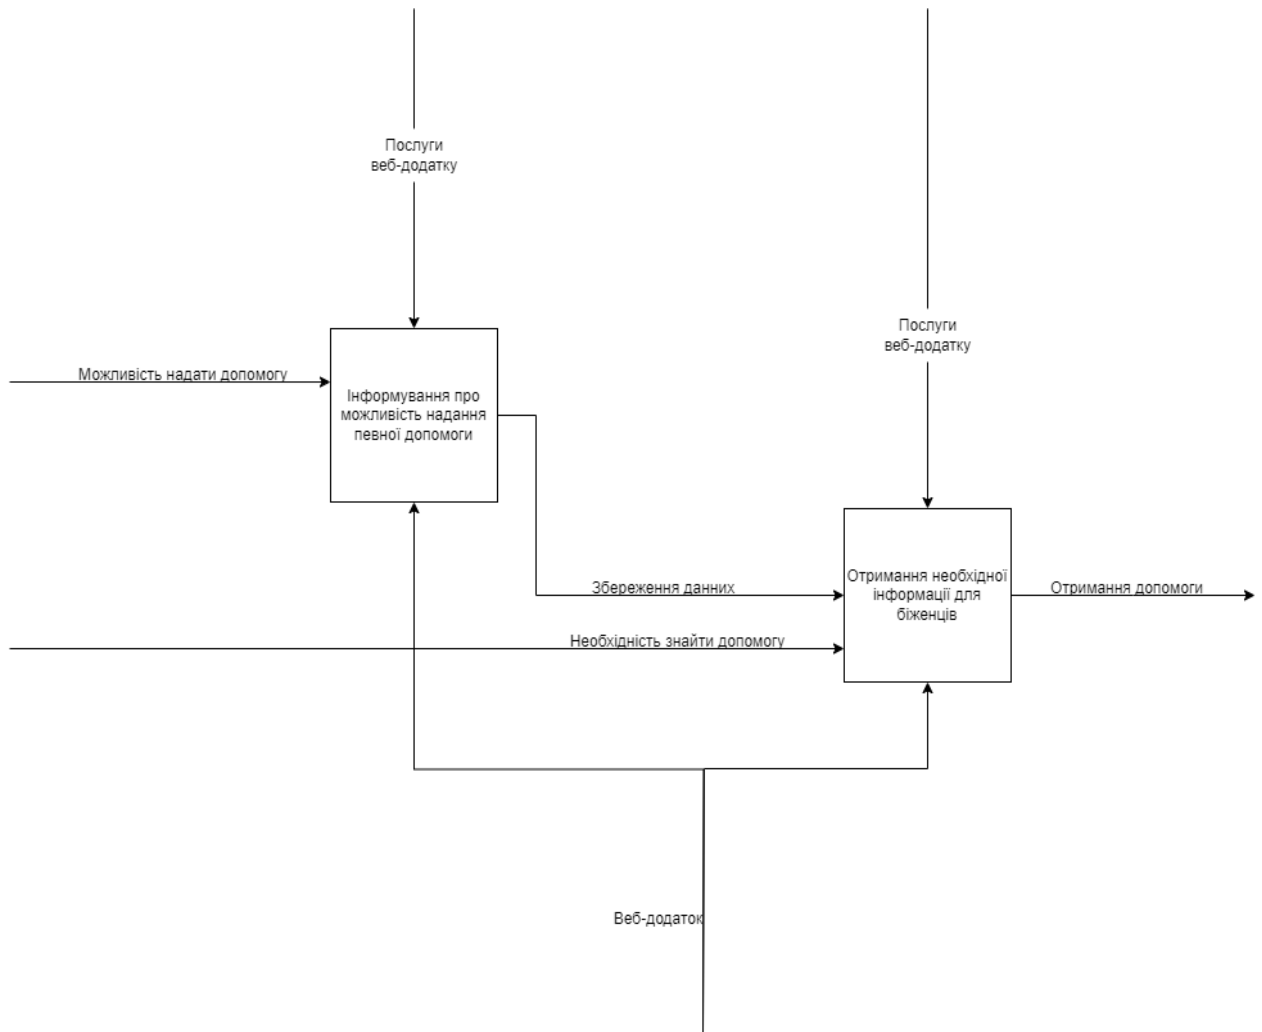 Послуги
веб-додатку
Послуги
веб-додатку
Можливість надати допомогу
Інформування про
можливість надання
певної допомоги
Збереження данних
Отримання необхідної
інформації для
біженців
Отримання допомоги
Необхідність знайти допомогу
Веб-додаток